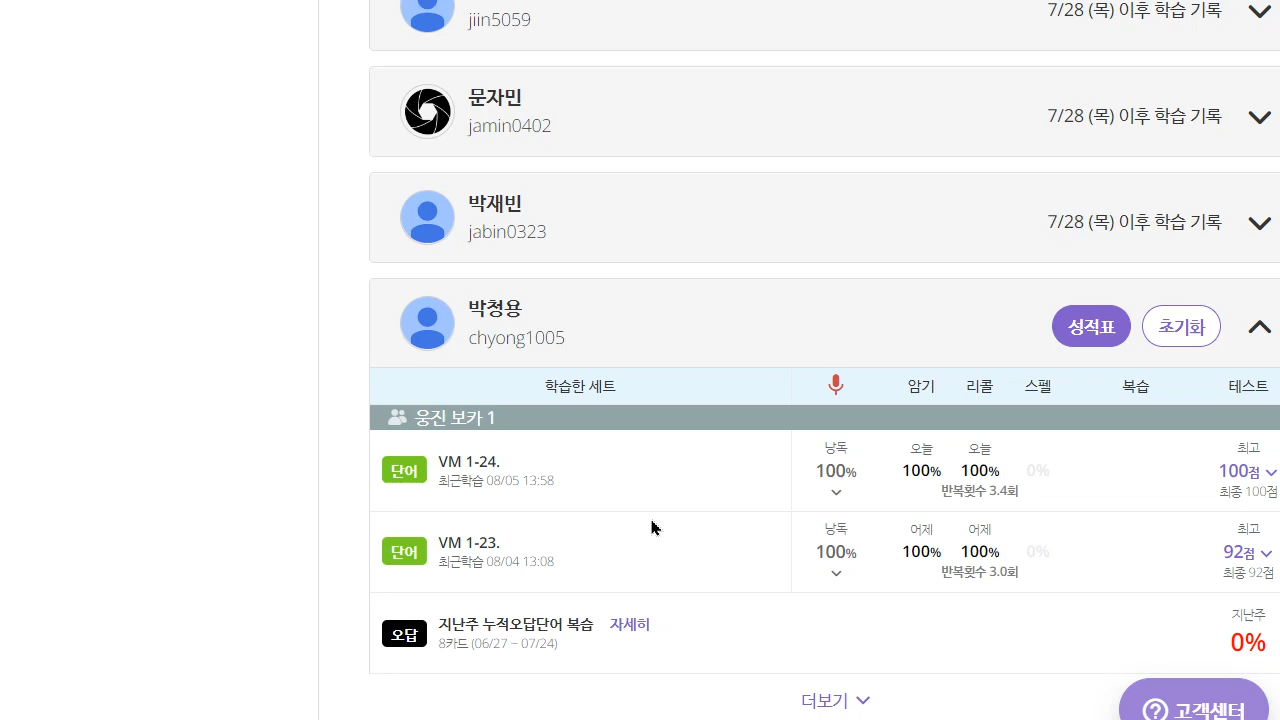 jiin5059
7/28 (목) 이후 학습 기록
문자민
jamin0402
7/28 (목) 이후 학습 기록
박재빈
jabin0323
7/28 (목) 이후 학습 기록
박청용
chyong1005
성적표
초기화
학습한 세트
암기
리콜
스펠
복습
테스트
웅진 보카 1
단어
VM 1-24.
최근학습 08/05 13:58
낭독
100%
오늘
100%
오늘
100%
반복횟수 3.4회
0%
최고
100점
최종 100점
단어
VM 1-23.
최근학습 08/04 13:08
낭독
100%
어제
100%
어제
100%
반복횟수 3.0회
0%
최고
92점
최종 92점
오답
지난주 누적오답단어 복습 자세히
8카드 (06/27 ~ 07/24)
지난주
0%
더보기
고객센터